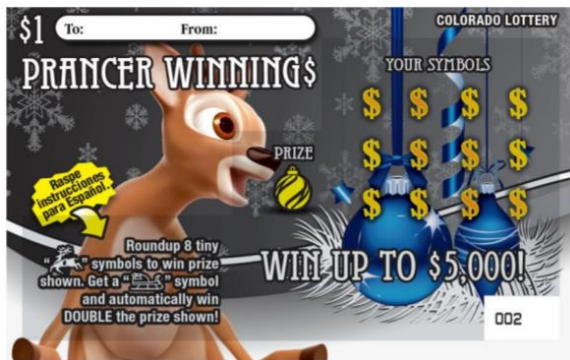 $1
To: From:
COLORADO LOTTERY
PRANCER WINNING$
YOUR SYMBOLS
$ $ $ $
PRIZE
$ $ $ $
$ $ $ $
Raspe
instrucciones
para Español.
Roundup 8 tiny
" " symbols to win prize
shown. Get a " " symbol
and automatically win
DOUBLE the prize shown!
WIN UP TO $5,000!
002